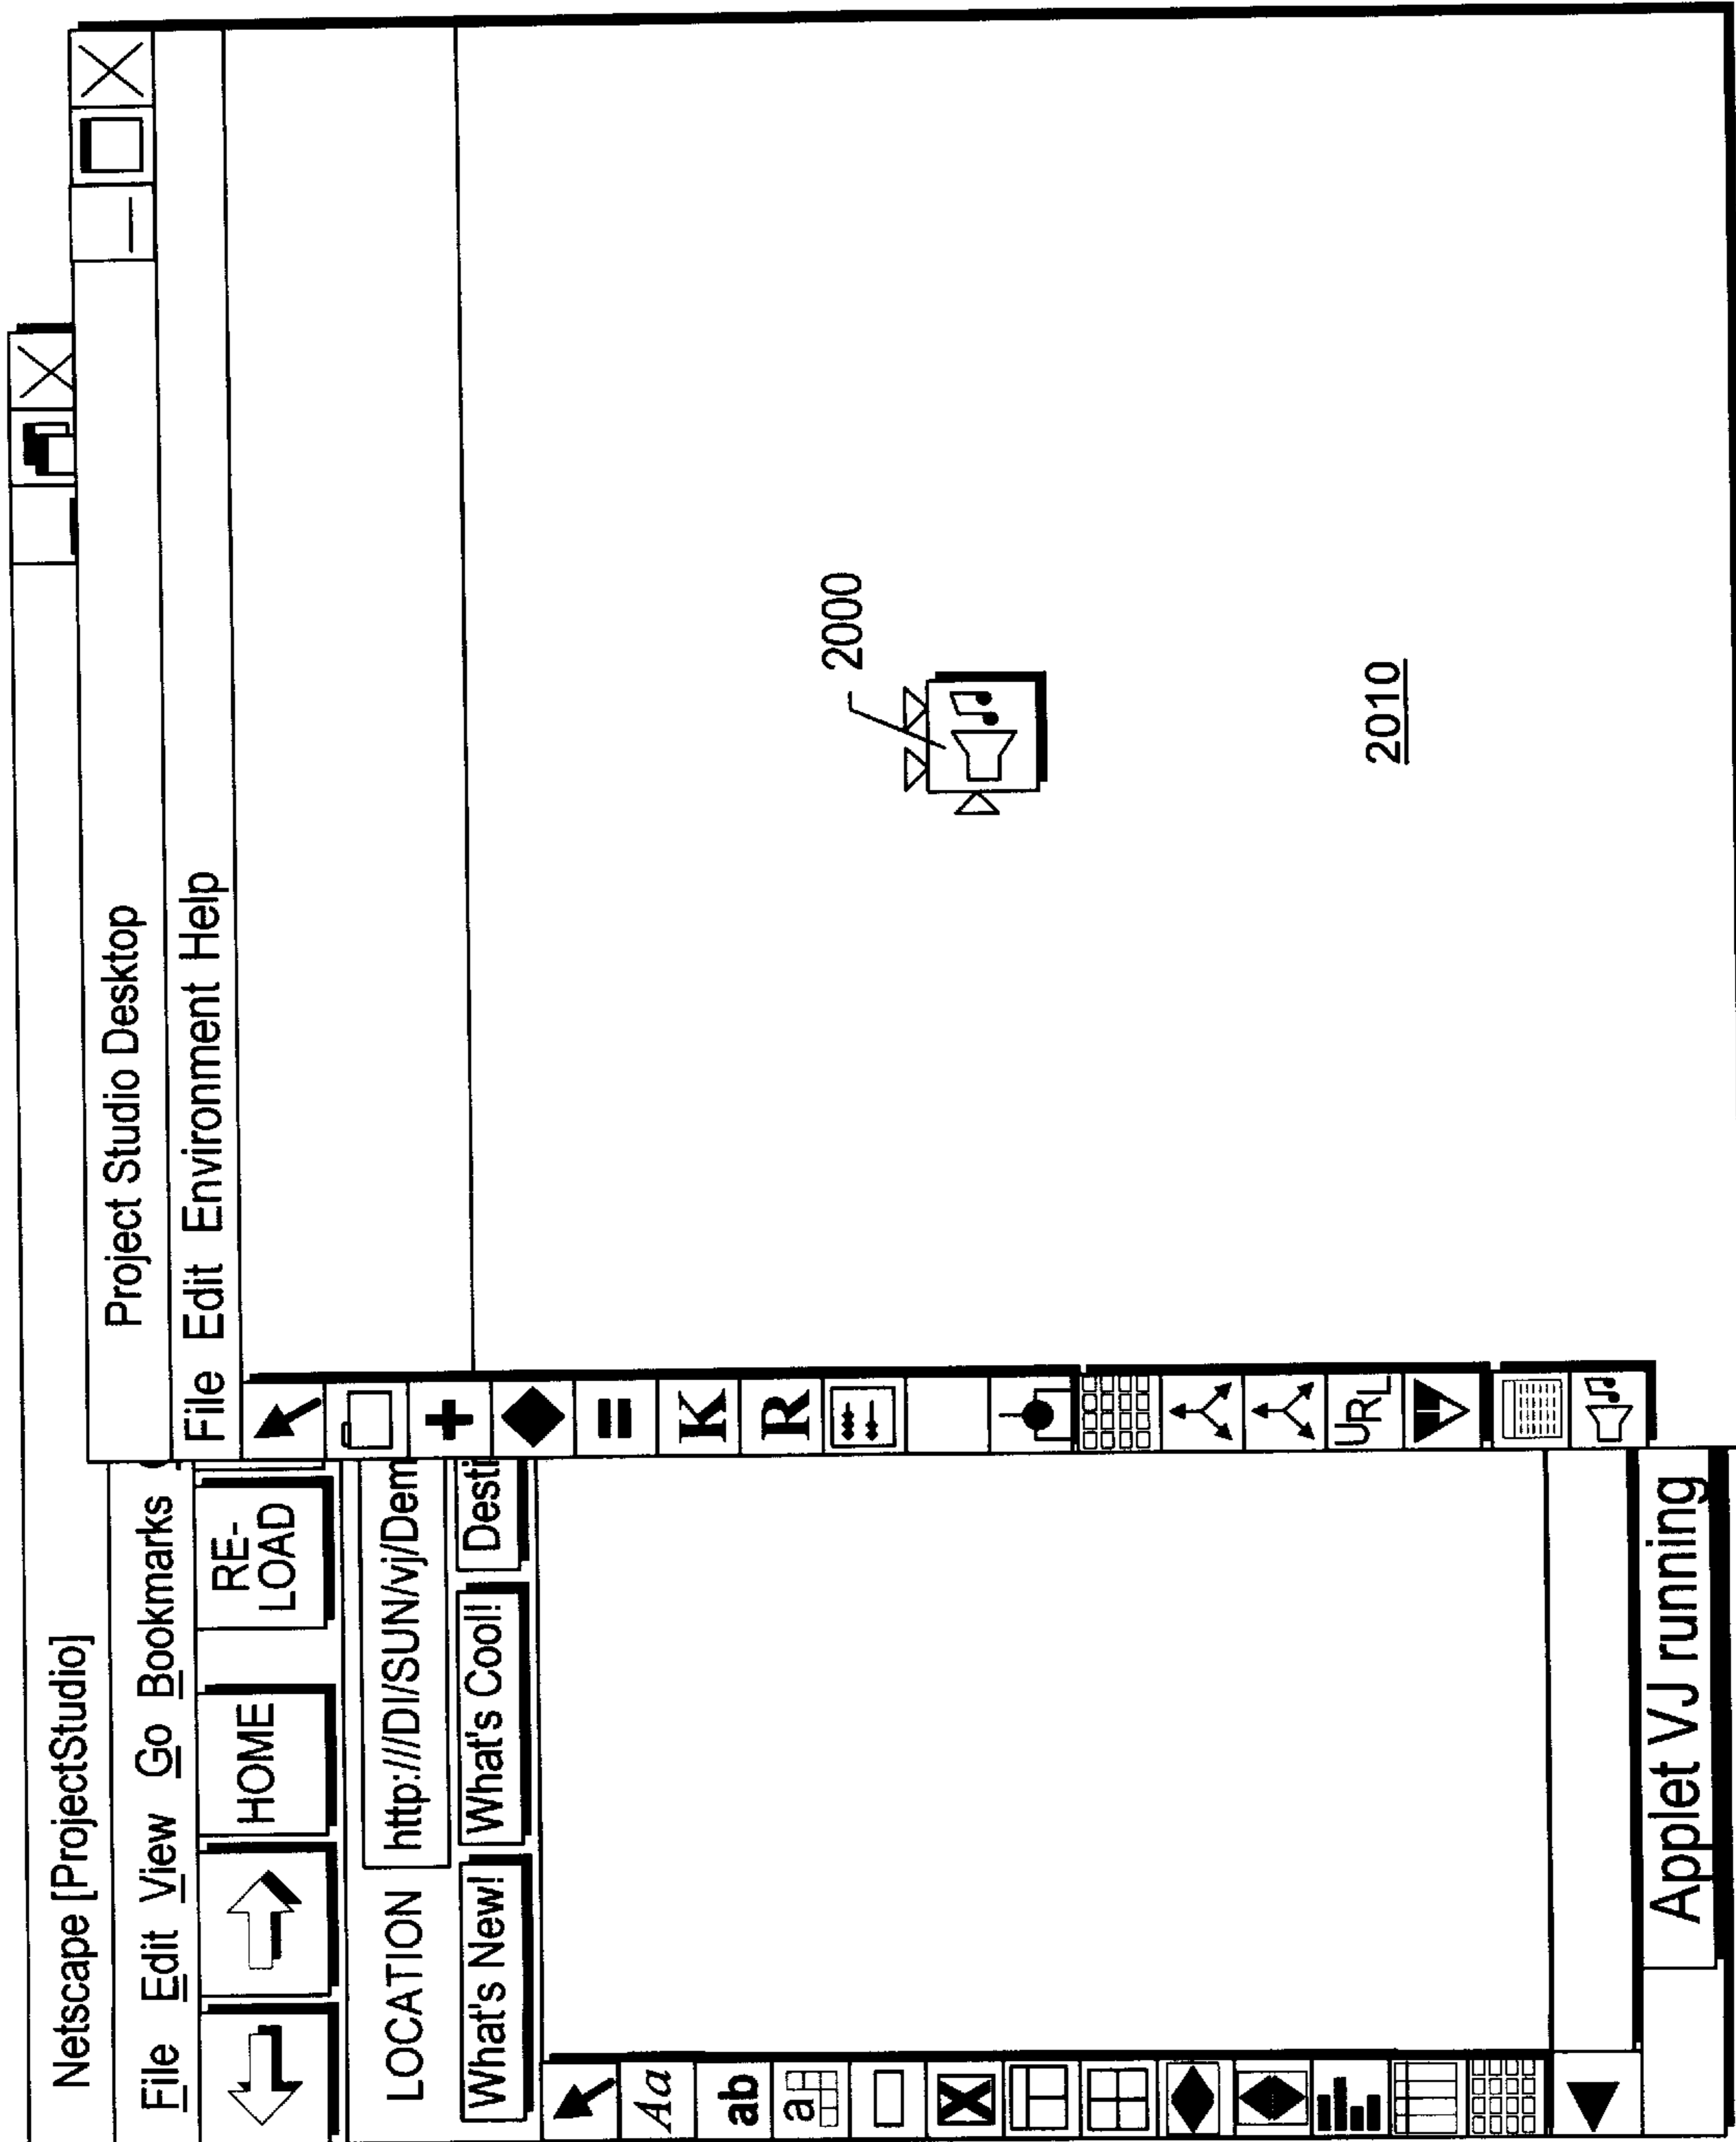 Netscape [ProjectStudio]
File Edit View Go Bookmarks
HOME
RE-
LOAD
LOCATION
http:///DI/SUN/vj/Dem
What's New!
What's Cool!
Desti
Aa
ab
a
X
Applet VJ running
Project Studio Desktop
File Edit Environment Help
K
R
URL
2000
2010